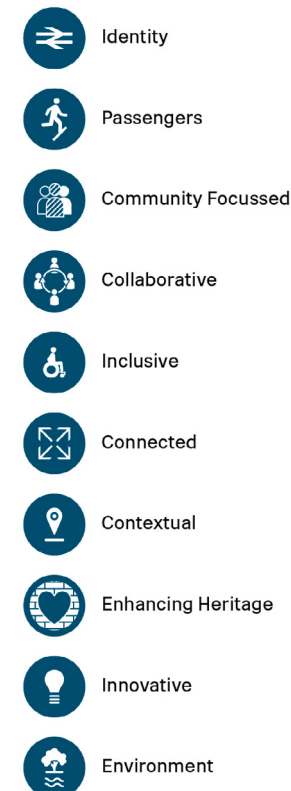 Identity
Passengers
Community Focussed
Collaborative
Inclusive
Connected
Contextual
Enhancing Heritage
Innovative
Environment